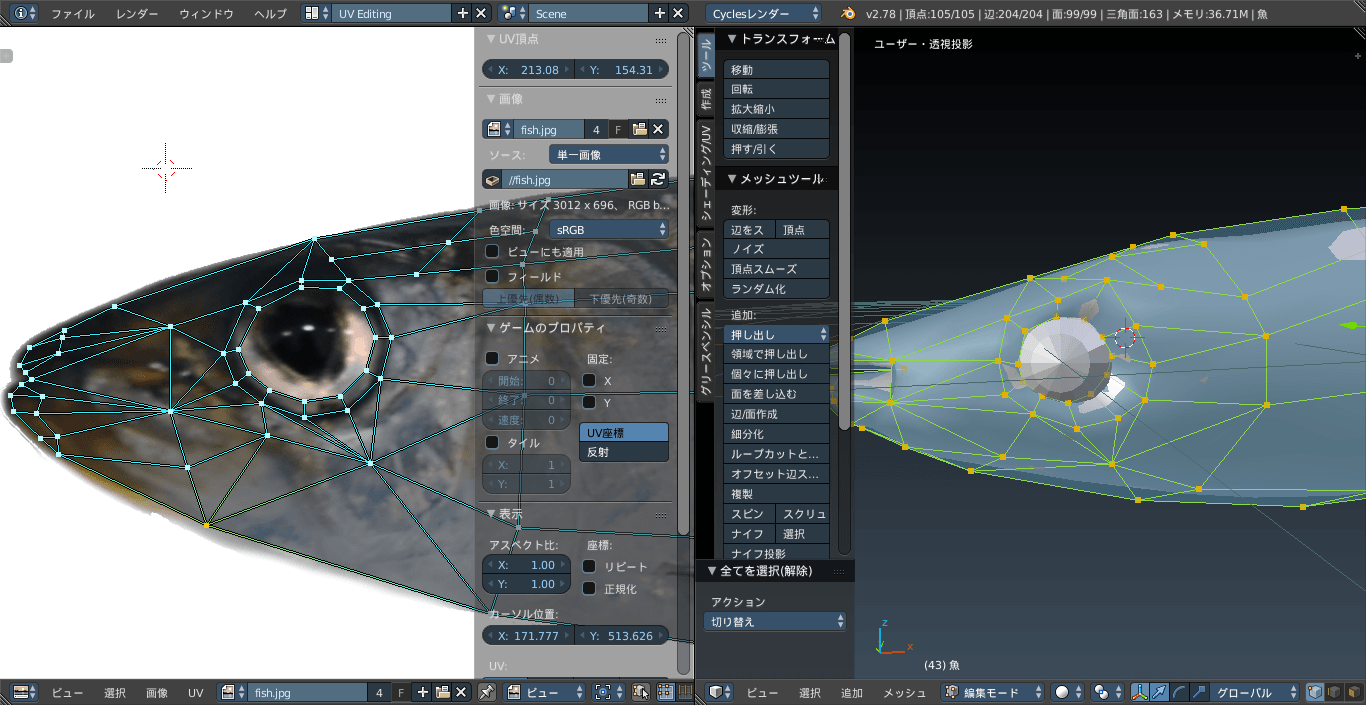 ファイル レンダー ウィンドウ ヘルプ UV Editing Scene Cyclesレンダー v2.78 | 頂点:105/105 | 辺:204/204 | 面:99/99 | 三角面:163 | メモリ:36.71M | 魚
UV頂点
X: 213.08 Y: 154.31
画像
fish.jpg 4 F
ソース: 単一画像
//fish.jpg
画像: サイズ 3012 x 696、 RGB b...
色空間: sRGB
ビューにも適用
フィールド
上優先(偶数) 下優先(奇数)
ゲームのプロパティ
アニメ 固定:
開始: 0 X
終了: 0 Y
速度: 0 UV座標
タイル 反射
X: 1
Y: 1
表示
アスペクト比: 座標:
X: 1.00 リピート
Y: 1.00 正規化
カーソル位置:
X: 171.777 Y: 513.626
UV:
ツール
作成
シェーディング/UV
オプション
グリースペンシル
トランスフォーム
移動
回転
拡大縮小
収縮/膨張
押す/引く
メッシュツール
変形:
辺をス 頂点
ノイズ
頂点スムーズ
ランダム化
追加:
押し出し
領域で押し出し
個々に押し出し
面を差し込む
辺/面作成
細分化
ループカットと...
オフセット辺ス...
複製
スピン スクリュ
ナイフ 選択
ナイフ投影
全てを選択(解除)
アクション
切り替え
ユーザー・透視投影
z
x
(43) 魚
ビュー 選択 画像 UV fish.jpg 4 F ビュー
ビュー 選択 追加 メッシュ 編集モード グローバル